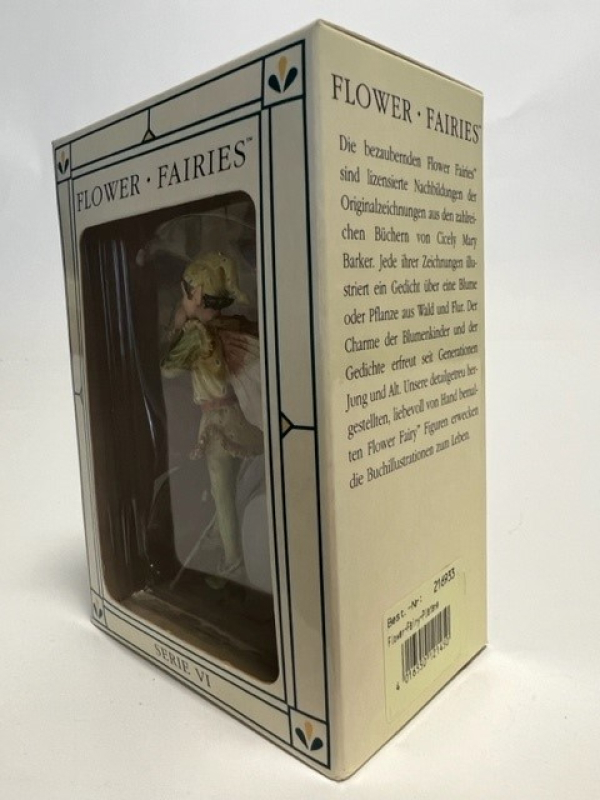 FLOWER · FAIRIES™
SERIE VI
FLOWER · FAIRIES™
Die bezaubernden Flower Fairies™
sind lizensierte Nachbildungen der
Originalzeichnungen aus den zahlrei-
chen Büchern von Cicely Mary
Barker. Jede ihrer Zeichnungen illu-
striert ein Gedicht über eine Blume
oder Pflanze aus Wald und Flur. Der
Charme der Blumenkinder und der
Gedichte erfreut seit Generationen
Jung und Alt. Unsere detailgetreu her-
gestellten, liebevoll von Hand bemal-
ten Flower Fairy™ Figuren erwecken
die Buchillustrationen zum Leben.
Best.-Nr: 216933